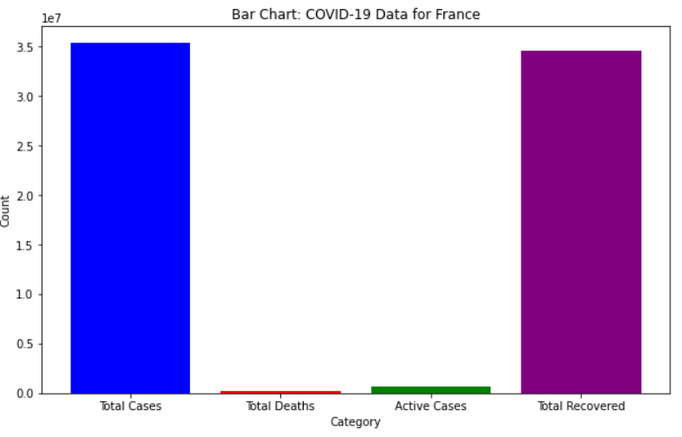 Bar Chart: COVID-19 Data for France
1e7
3.5
3.0
2.5
2.0
1.5
1.0
0.5
0.0
Count
Total Cases
Total Deaths
Active Cases
Total Recovered
Category